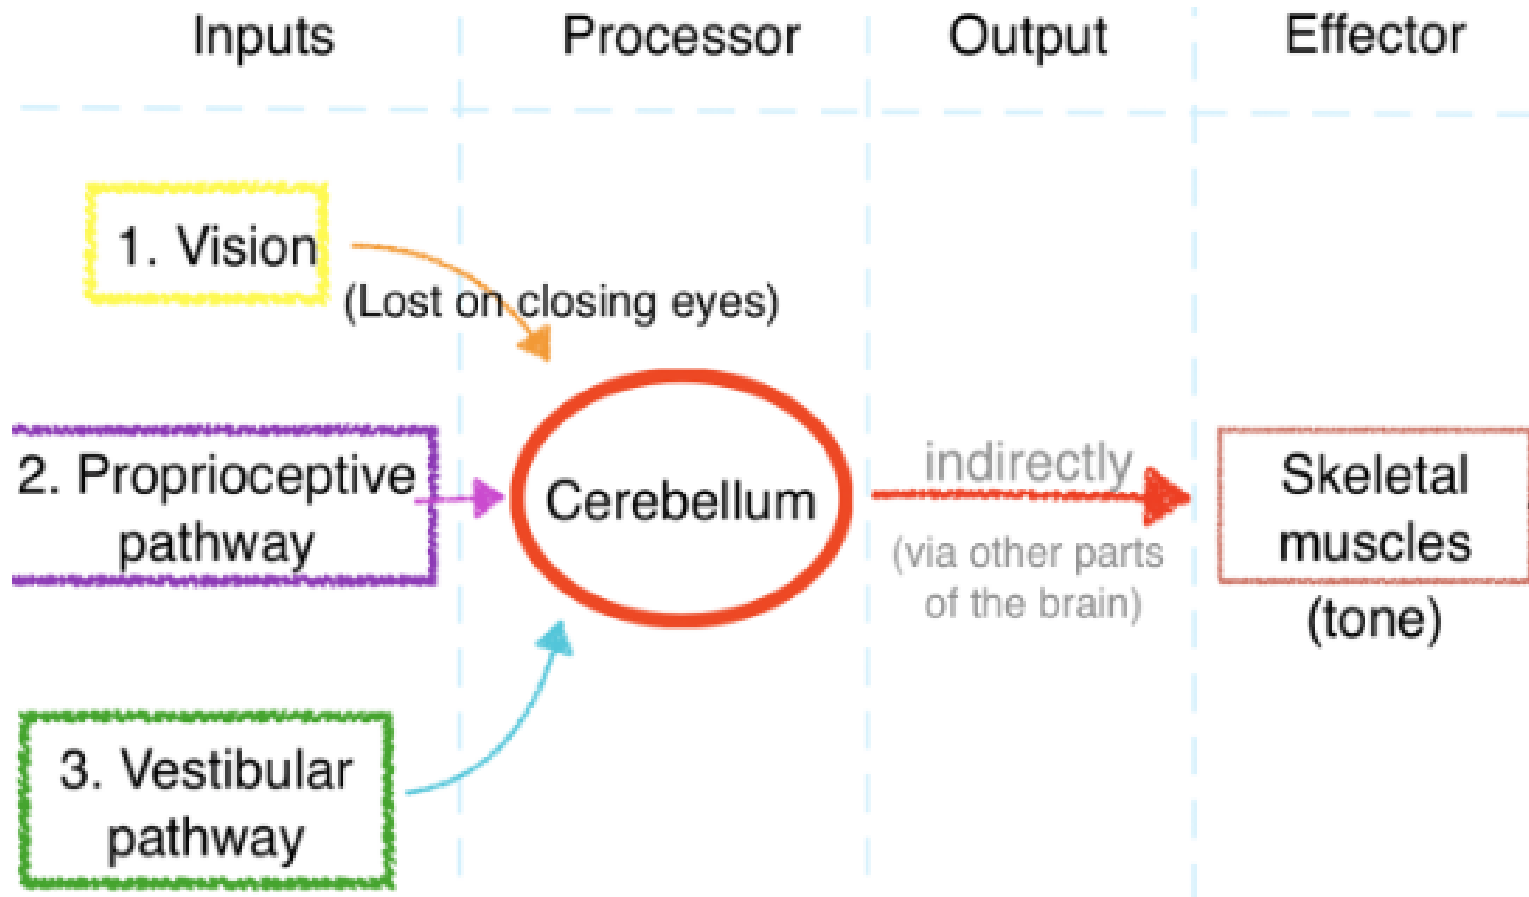 Inputs
Processor
Output
Effector
1. Vision
(Lost on closing eyes)
2. Proprioceptive
pathway
Cerebellum
indirectly
(via other parts
of the brain)
Skeletal
muscles
(tone)
3. Vestibular
pathway